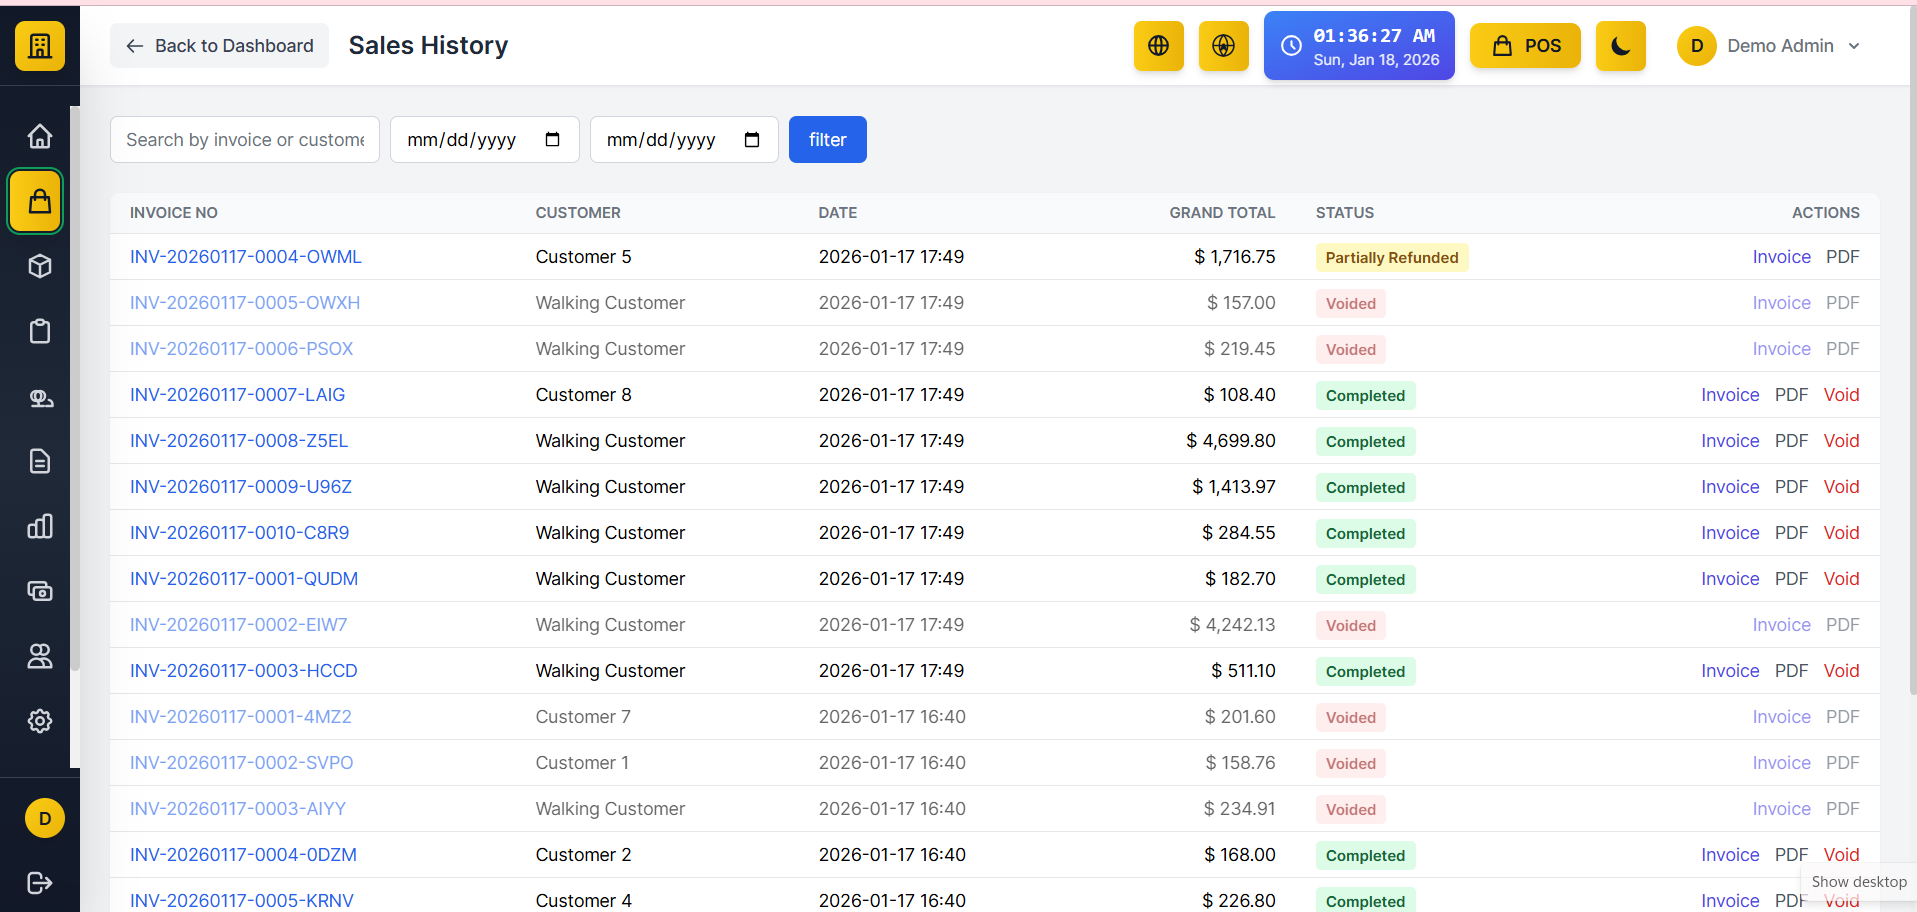 Back to Dashboard Sales History 01:36:27 AM POS D Demo Admin
Sun, Jan 18, 2026
Search by invoice or custome mm/dd/yyyy mm/dd/yyyy filter
INVOICE NO CUSTOMER DATE GRAND TOTAL STATUS ACTIONS
INV-20260117-0004-OWML Customer 5 2026-01-17 17:49 $ 1,716.75 Partially Refunded Invoice PDF
INV-20260117-0005-OWXH Walking Customer 2026-01-17 17:49 $ 157.00 Voided Invoice PDF
INV-20260117-0006-PSOX Walking Customer 2026-01-17 17:49 $ 219.45 Voided Invoice PDF
INV-20260117-0007-LAIG Customer 8 2026-01-17 17:49 $ 108.40 Completed Invoice PDF Void
INV-20260117-0008-Z5EL Walking Customer 2026-01-17 17:49 $ 4,699.80 Completed Invoice PDF Void
INV-20260117-0009-U96Z Walking Customer 2026-01-17 17:49 $ 1,413.97 Completed Invoice PDF Void
INV-20260117-0010-C8R9 Walking Customer 2026-01-17 17:49 $ 284.55 Completed Invoice PDF Void
INV-20260117-0001-QUDM Walking Customer 2026-01-17 17:49 $ 182.70 Completed Invoice PDF Void
INV-20260117-0002-EIW7 Walking Customer 2026-01-17 17:49 $ 4,242.13 Voided Invoice PDF
INV-20260117-0003-HCCD Walking Customer 2026-01-17 17:49 $ 511.10 Completed Invoice PDF Void
INV-20260117-0001-4MZ2 Customer 7 2026-01-17 16:40 $ 201.60 Voided Invoice PDF
INV-20260117-0002-SVPO Customer 1 2026-01-17 16:40 $ 158.76 Voided Invoice PDF
INV-20260117-0003-AIYY Walking Customer 2026-01-17 16:40 $ 234.91 Voided Invoice PDF
D
INV-20260117-0004-0DZM Customer 2 2026-01-17 16:40 $ 168.00 Completed Invoice PDF Void
Show desktop
INV-20260117-0005-KRNV Customer 4 2026-01-17 16:40 $ 226.80 Completed Invoice PDF Void